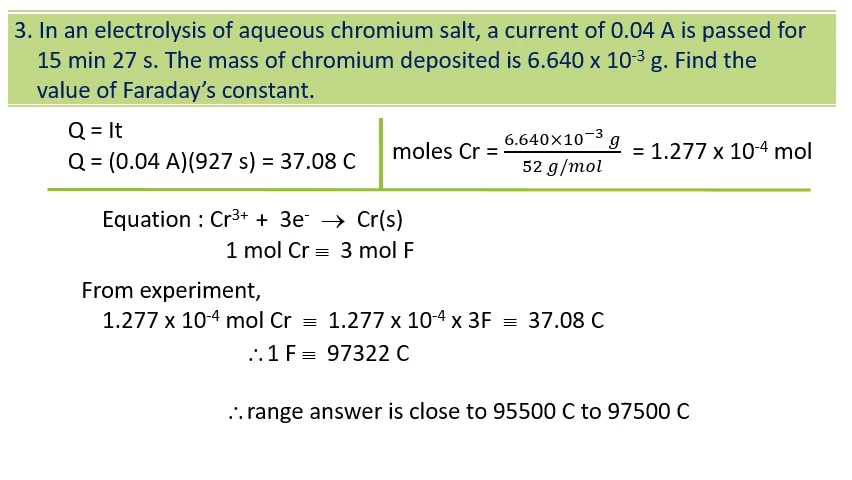 3. In an electrolysis of aqueous chromium salt, a current of 0.04 A is passed for
15 min 27 s. The mass of chromium deposited is 6.640 x 10⁻³ g. Find the
value of Faraday’s constant.
Q = It
Q = (0.04 A)(927 s) = 37.08 C
moles Cr = 6.640×10⁻³ g / 52 g/mol = 1.277 x 10⁻⁴ mol
Equation : Cr³⁺ + 3e⁻ → Cr(s)
1 mol Cr ≡ 3 mol F
From experiment,
1.277 x 10⁻⁴ mol Cr ≡ 1.277 x 10⁻⁴ x 3F ≡ 37.08 C
∴ 1 F ≡ 97322 C
∴ range answer is close to 95500 C to 97500 C